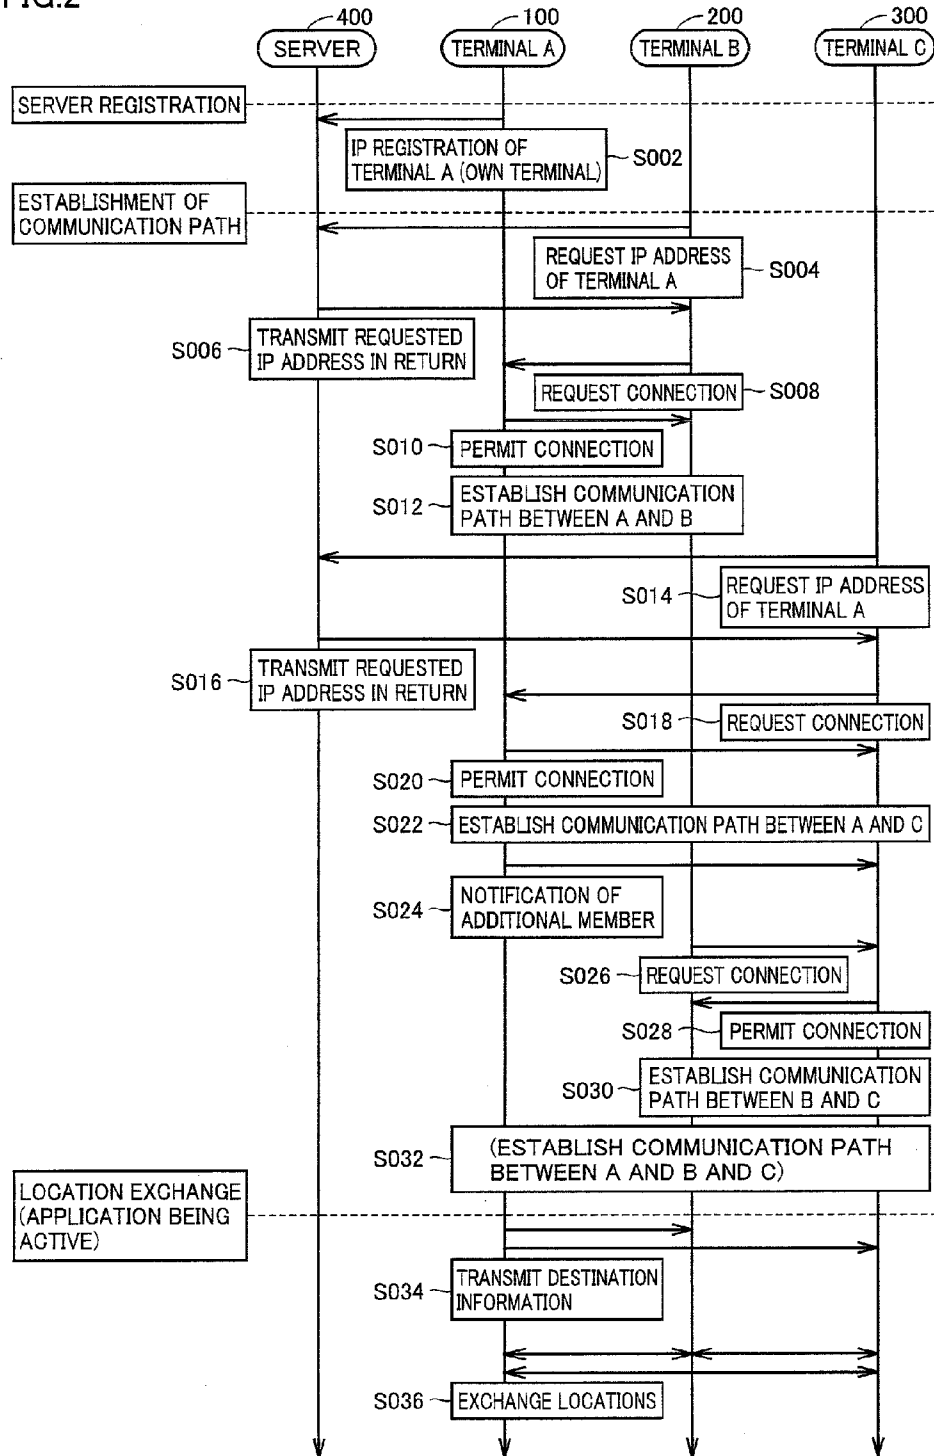 FIG.2
400
100
200
300
SERVER
TERMINAL A
TERMINAL B
TERMINAL C
SERVER REGISTRATION
IP REGISTRATION OF
TERMINAL A (OWN TERMINAL)
S002
ESTABLISHMENT OF
COMMUNICATION PATH
REQUEST IP ADDRESS
OF TERMINAL A
S004
S006
TRANSMIT REQUESTED
IP ADDRESS IN RETURN
REQUEST CONNECTION
S008
S010
PERMIT CONNECTION
S012
ESTABLISH COMMUNICATION
PATH BETWEEN A AND B
S014
REQUEST IP ADDRESS
OF TERMINAL A
S016
TRANSMIT REQUESTED
IP ADDRESS IN RETURN
S018
REQUEST CONNECTION
S020
PERMIT CONNECTION
S022
ESTABLISH COMMUNICATION PATH BETWEEN A AND C
S024
NOTIFICATION OF
ADDITIONAL MEMBER
S026
REQUEST CONNECTION
S028
PERMIT CONNECTION
S030
ESTABLISH COMMUNICATION
PATH BETWEEN B AND C
S032
(ESTABLISH COMMUNICATION PATH
BETWEEN A AND B AND C)
LOCATION EXCHANGE
(APPLICATION BEING
ACTIVE)
S034
TRANSMIT DESTINATION
INFORMATION
S036
EXCHANGE LOCATIONS